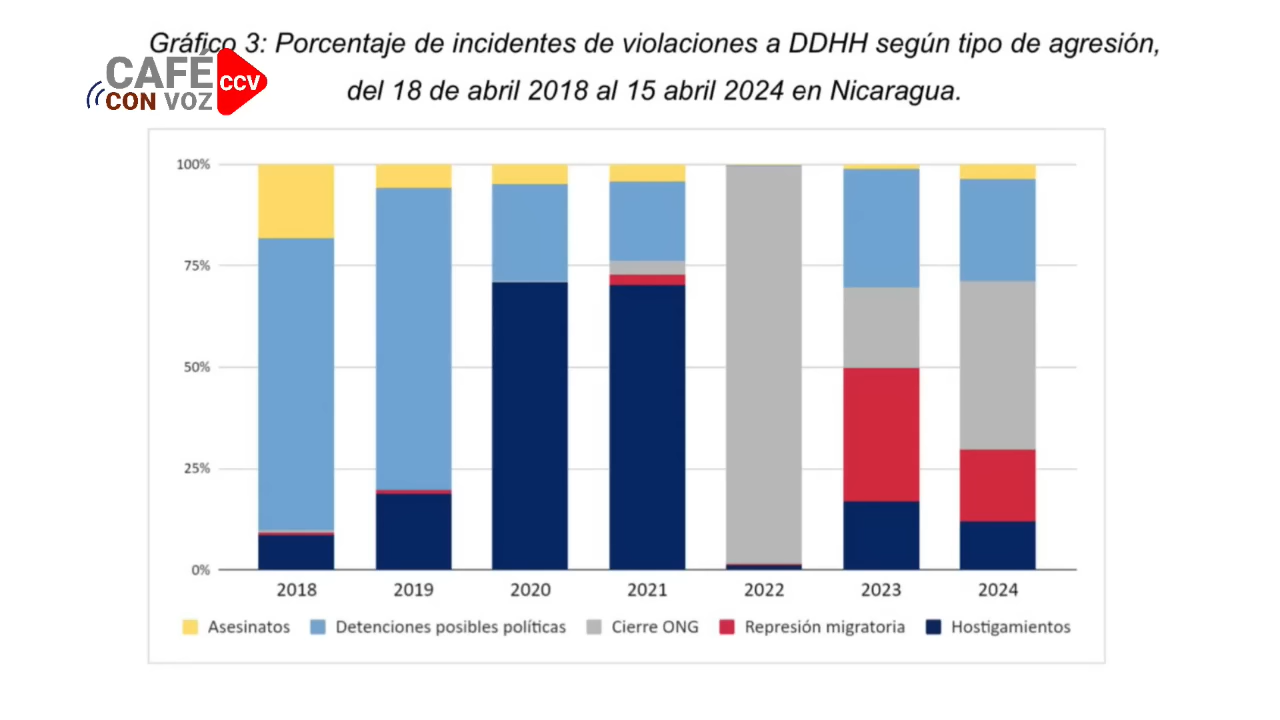 Gráfico 3: Porcentaje de incidentes de violaciones a DDHH según tipo de agresión,
del 18 de abril 2018 al 15 abril 2024 en Nicaragua.
CAFÉ
CON VOZ
CCV
100%
75%
50%
25%
0%
2018 2019 2020 2021 2022 2023 2024
Asesinatos Detenciones posibles políticas Cierre ONG Represión migratoria Hostigamientos